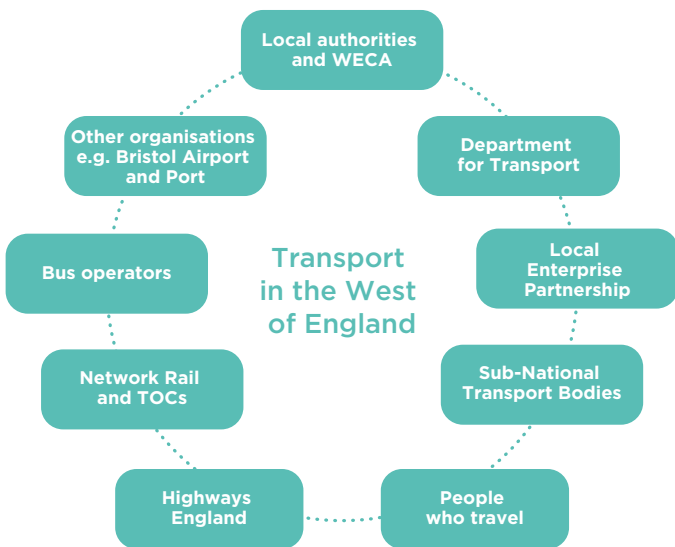 Local authorities
and WECA
Department
for Transport
Local
Enterprise
Partnership
Sub-National
Transport Bodies
People
who travel
Highways
England
Network Rail
and TOCs
Bus operators
Other organisations
e.g. Bristol Airport
and Port
Transport
in the West
of England